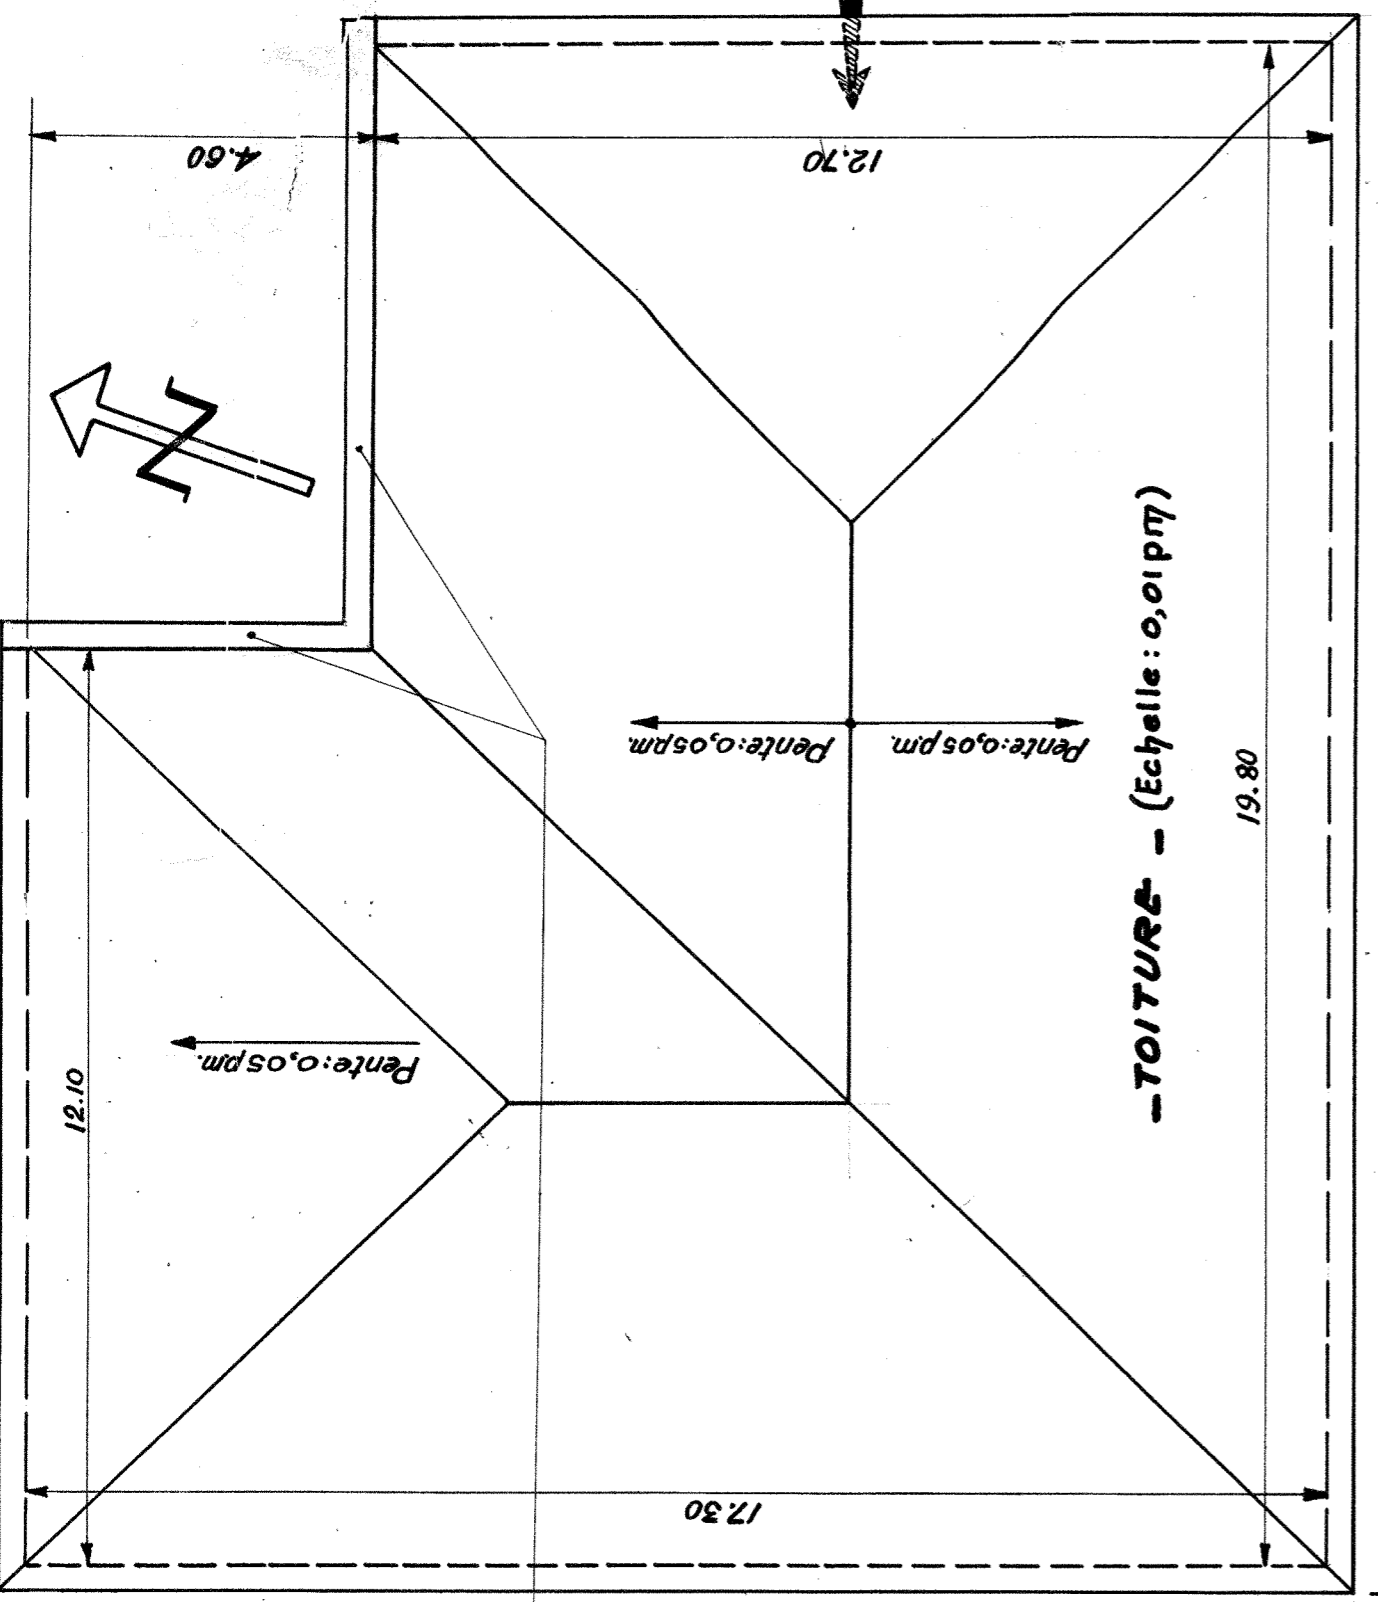 4.60
12.70
N
— TOITURE — (Echelle : 0,01 pm)
19.80
Pente: 0,05 p.m.
Pente: 0,05 p.m.
Pente: 0,05 p.m.
12.10
17.30